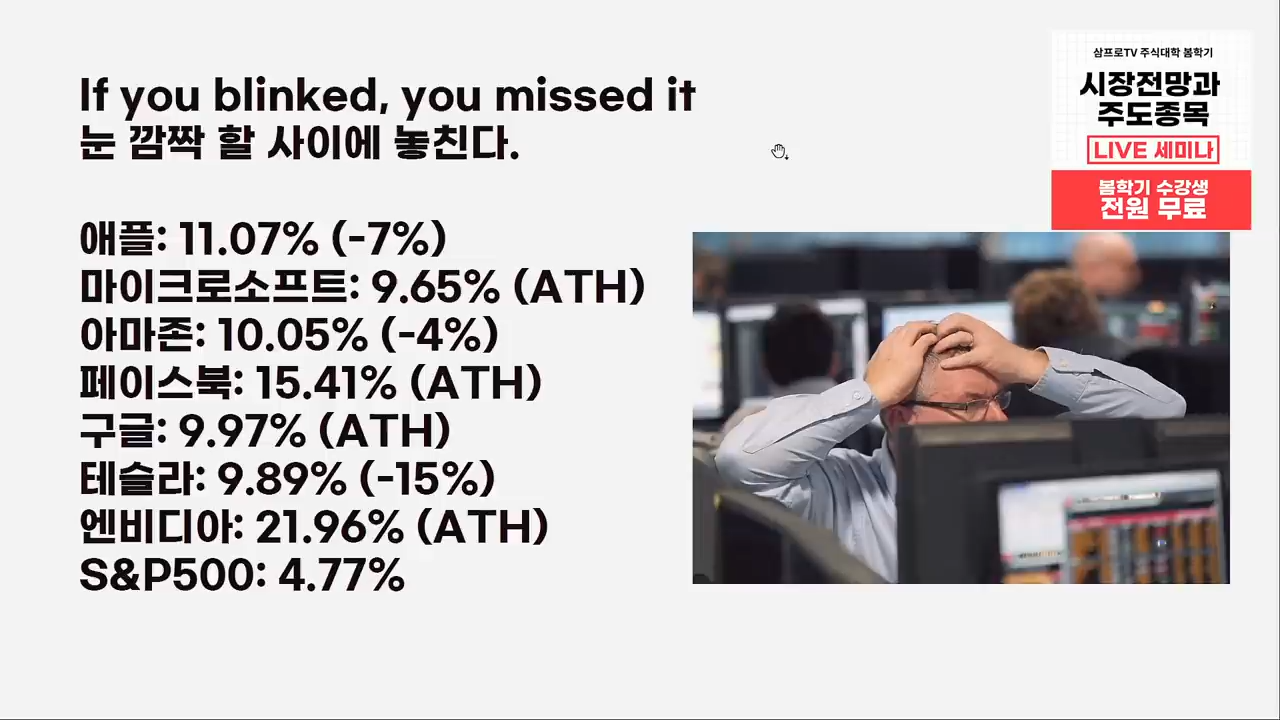 If you blinked, you missed it
눈 깜짝 할 사이에 놓친다.
애플: 11.07% (-7%)
마이크로소프트: 9.65% (ATH)
아마존: 10.05% (-4%)
페이스북: 15.41% (ATH)
구글: 9.97% (ATH)
테슬라: 9.89% (-15%)
엔비디아: 21.96% (ATH)
S&P500: 4.77%
삼프로TV 주식대학 봄학기
시장전망과
주도종목
LIVE 세미나
봄학기 수강생
전원 무료